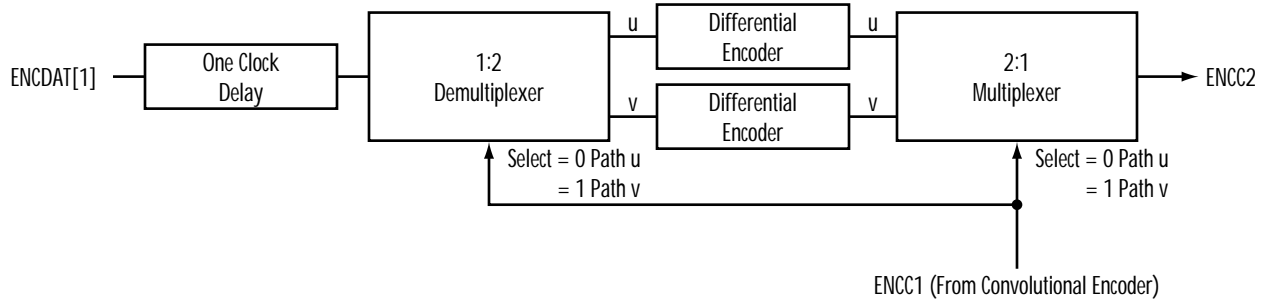 ENCDAT[1]
One Clock
Delay
1:2
Demultiplexer
u
v
Differential
Encoder
Differential
Encoder
u
v
2:1
Multiplexer
ENCC2
Select = 0 Path u
= 1 Path v
Select = 0 Path u
= 1 Path v
ENCC1 (From Convolutional Encoder)